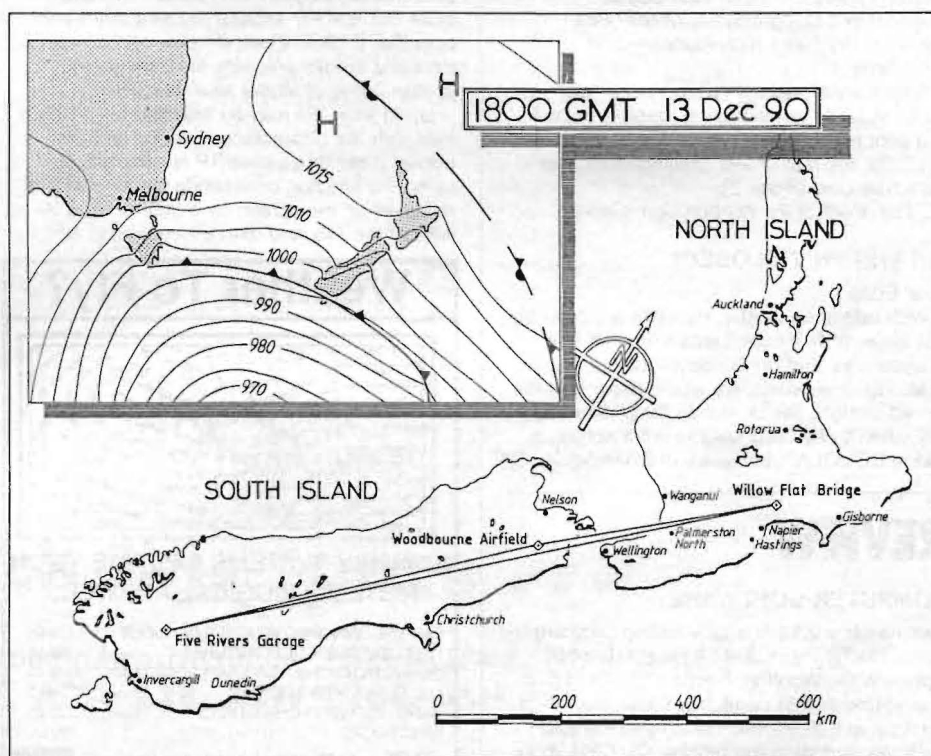 H
H
1800 GMT 13 Dec 90
Sydney
Melbourne
1015
1010
1000
990
980
970
NORTH ISLAND
Auckland
Hamilton
N
Rotorua
SOUTH ISLAND
Nelson
Wanganui
Willow Flat Bridge
Gisborne
Woodbourne Airfield
Wellington
Palmerston
North
Napier
Hastings
Christchurch
Five Rivers Garage
Invercargill
Dunedin
0 200 400 600
km